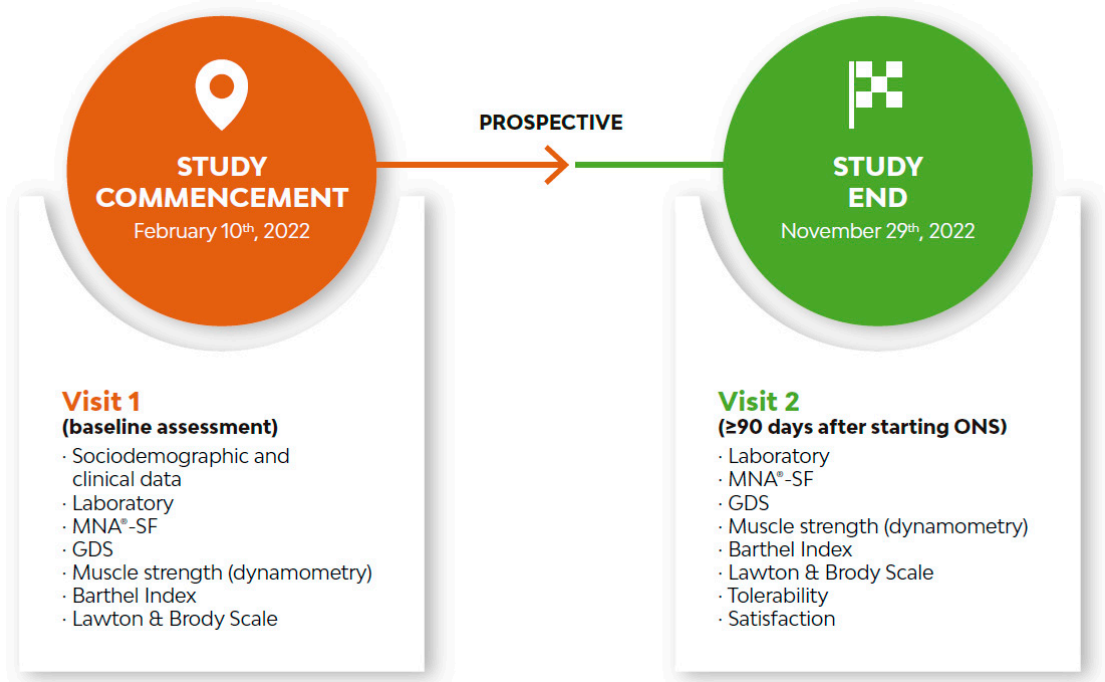 STUDY
COMMENCEMENT
February 10th, 2022
PROSPECTIVE
STUDY
END
November 29th, 2022
Visit 1
(baseline assessment)
· Sociodemographic and
clinical data
· Laboratory
· MNA®-SF
· GDS
· Muscle strength (dynamometry)
· Barthel Index
· Lawton & Brody Scale
Visit 2
(≥90 days after starting ONS)
· Laboratory
· MNA®-SF
· GDS
· Muscle strength (dynamometry)
· Barthel Index
· Lawton & Brody Scale
· Tolerability
· Satisfaction